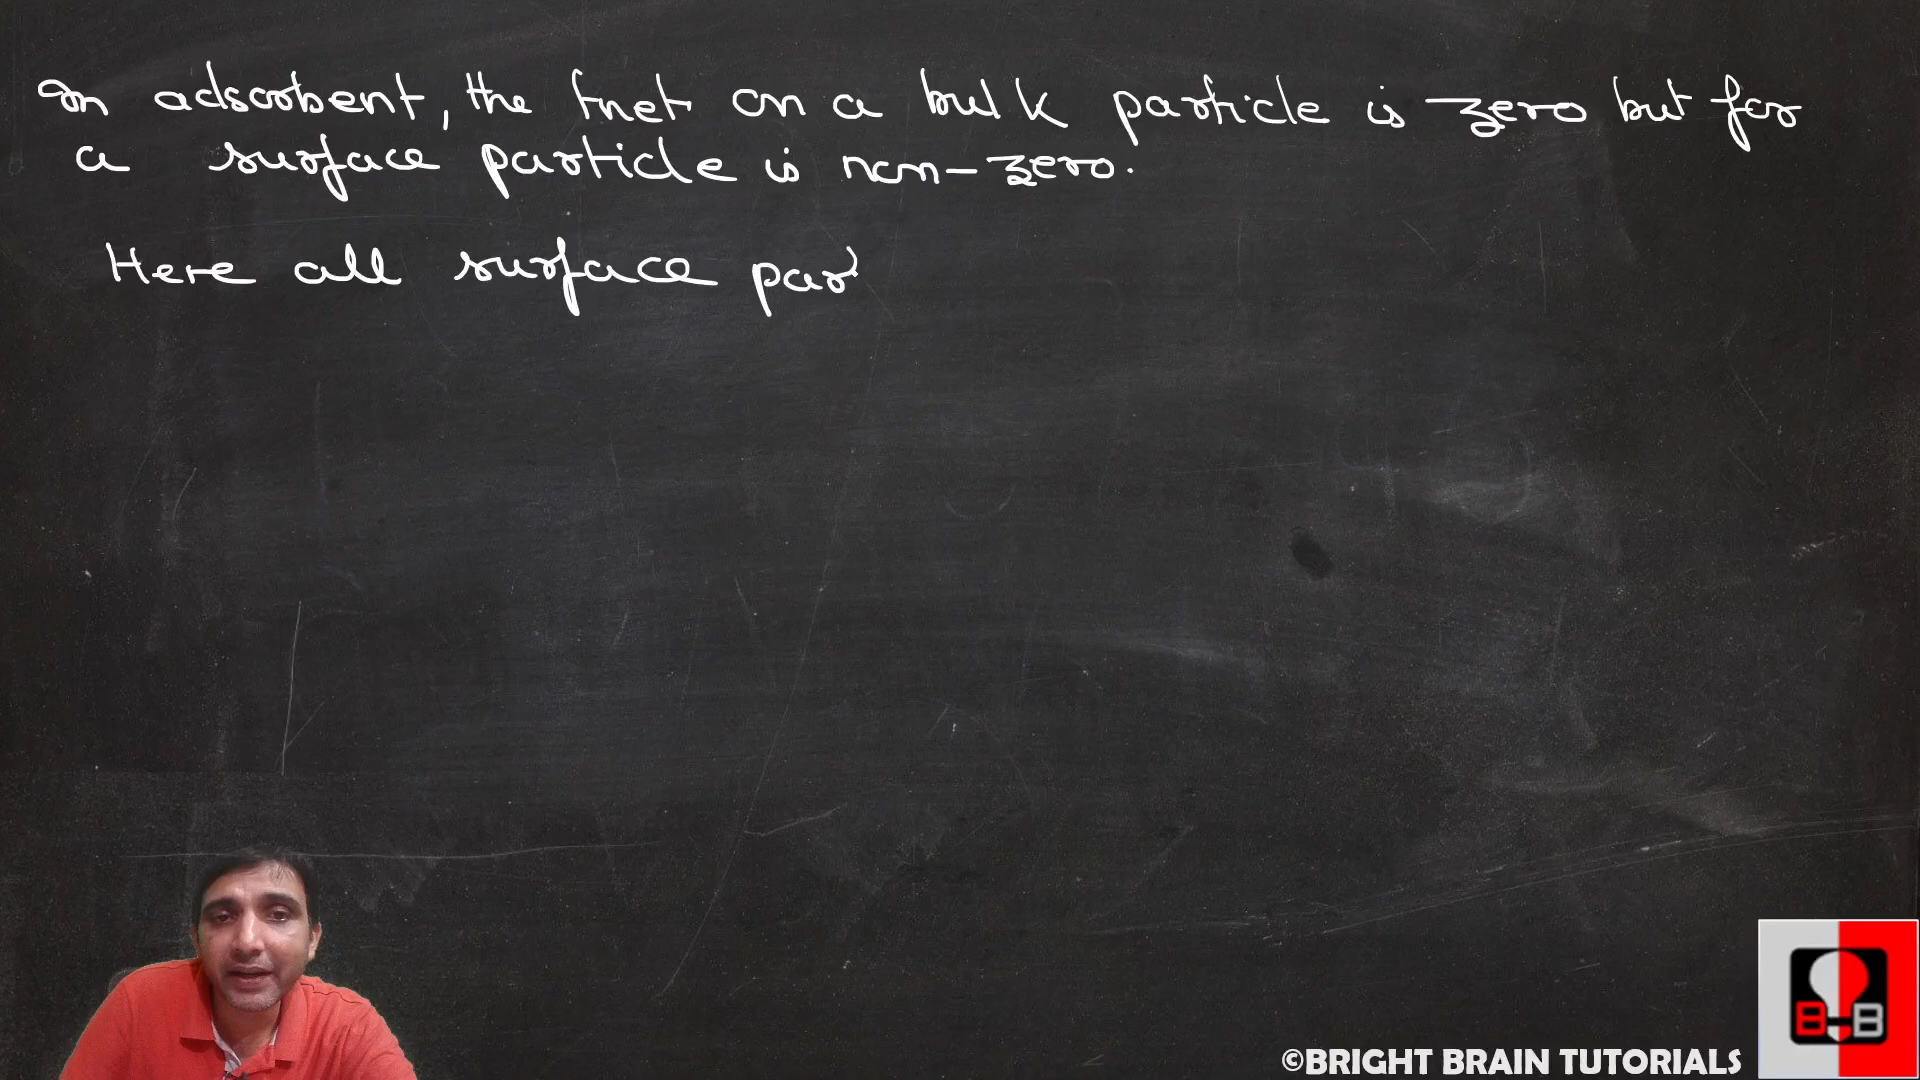 In adsorbent, the fnet on a bulk particle is zero but for
a surface particle is non-zero.
Here all surface par
B B
©BRIGHT BRAIN TUTORIALS